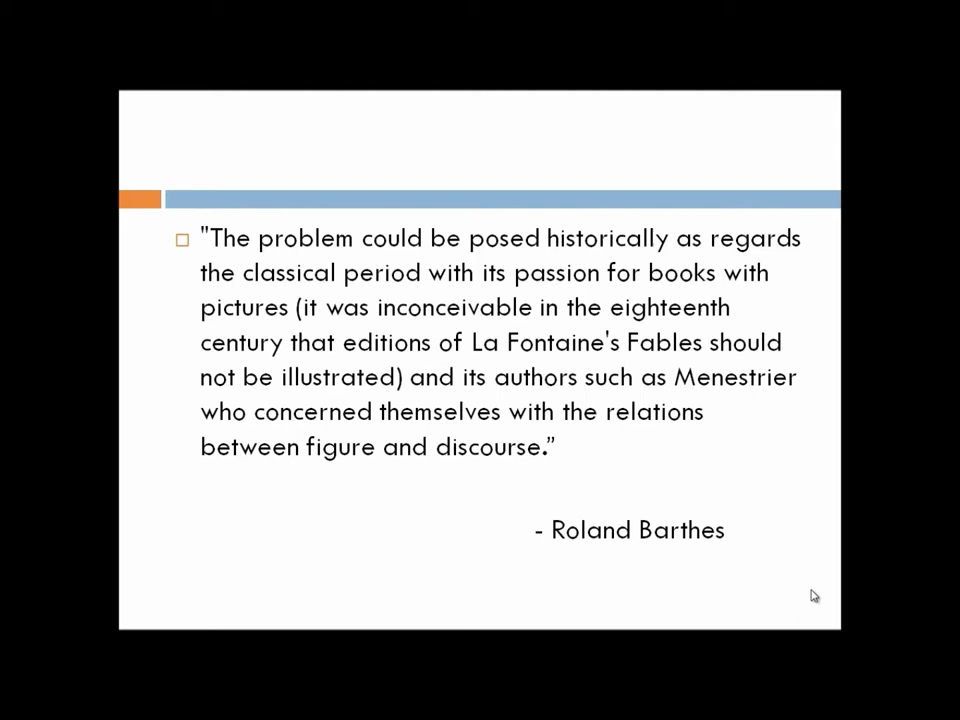 "The problem could be posed historically as regards
the classical period with its passion for books with
pictures (it was inconceivable in the eighteenth
century that editions of La Fontaine's Fables should
not be illustrated) and its authors such as Menestrier
who concerned themselves with the relations
between figure and discourse.”
- Roland Barthes